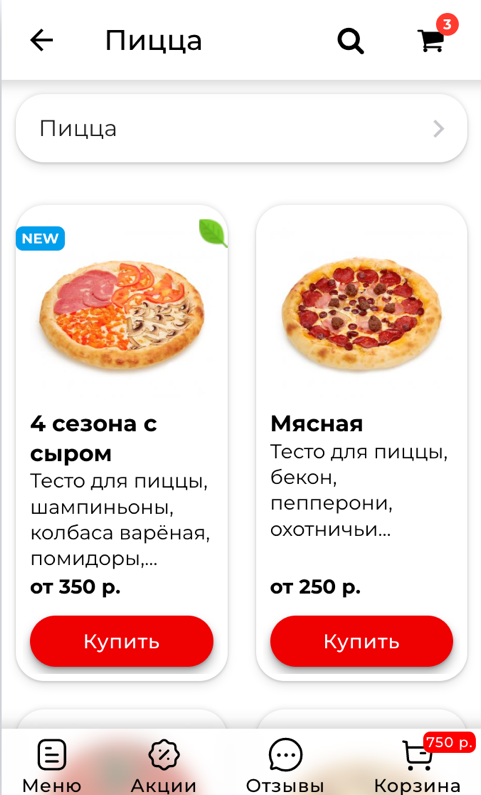 Пицца
3
Пицца
NEW
4 сезона с
сыром
Тесто для пиццы,
шампиньоны,
колбаса варёная,
помидоры,...
от 350 р.
Купить
Мясная
Тесто для пиццы,
бекон,
пепперони,
охотничьи...
от 250 р.
Купить
750 р.
Меню
Акции
Отзывы
Корзина